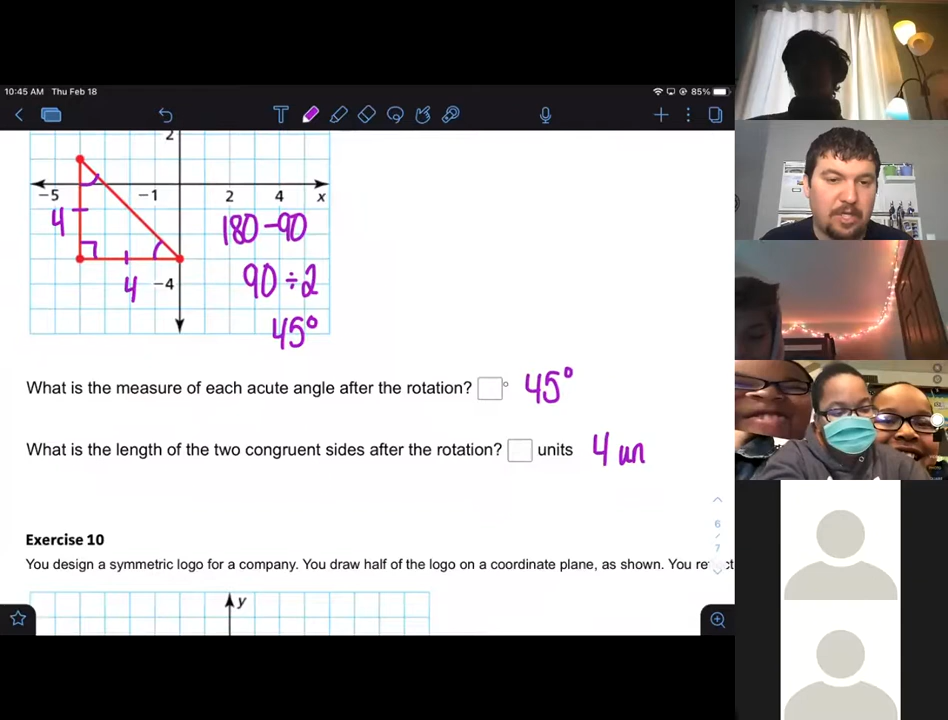 10:45 AM Thu Feb 18
85%
2
-5
-1
2
4
x
4
180-90
4
-4
90÷2
45°
What is the measure of each acute angle after the rotation? ° 45°
What is the length of the two congruent sides after the rotation? units 4 un
6
/
7
Exercise 10
You design a symmetric logo for a company. You draw half of the logo on a coordinate plane, as shown. You
y